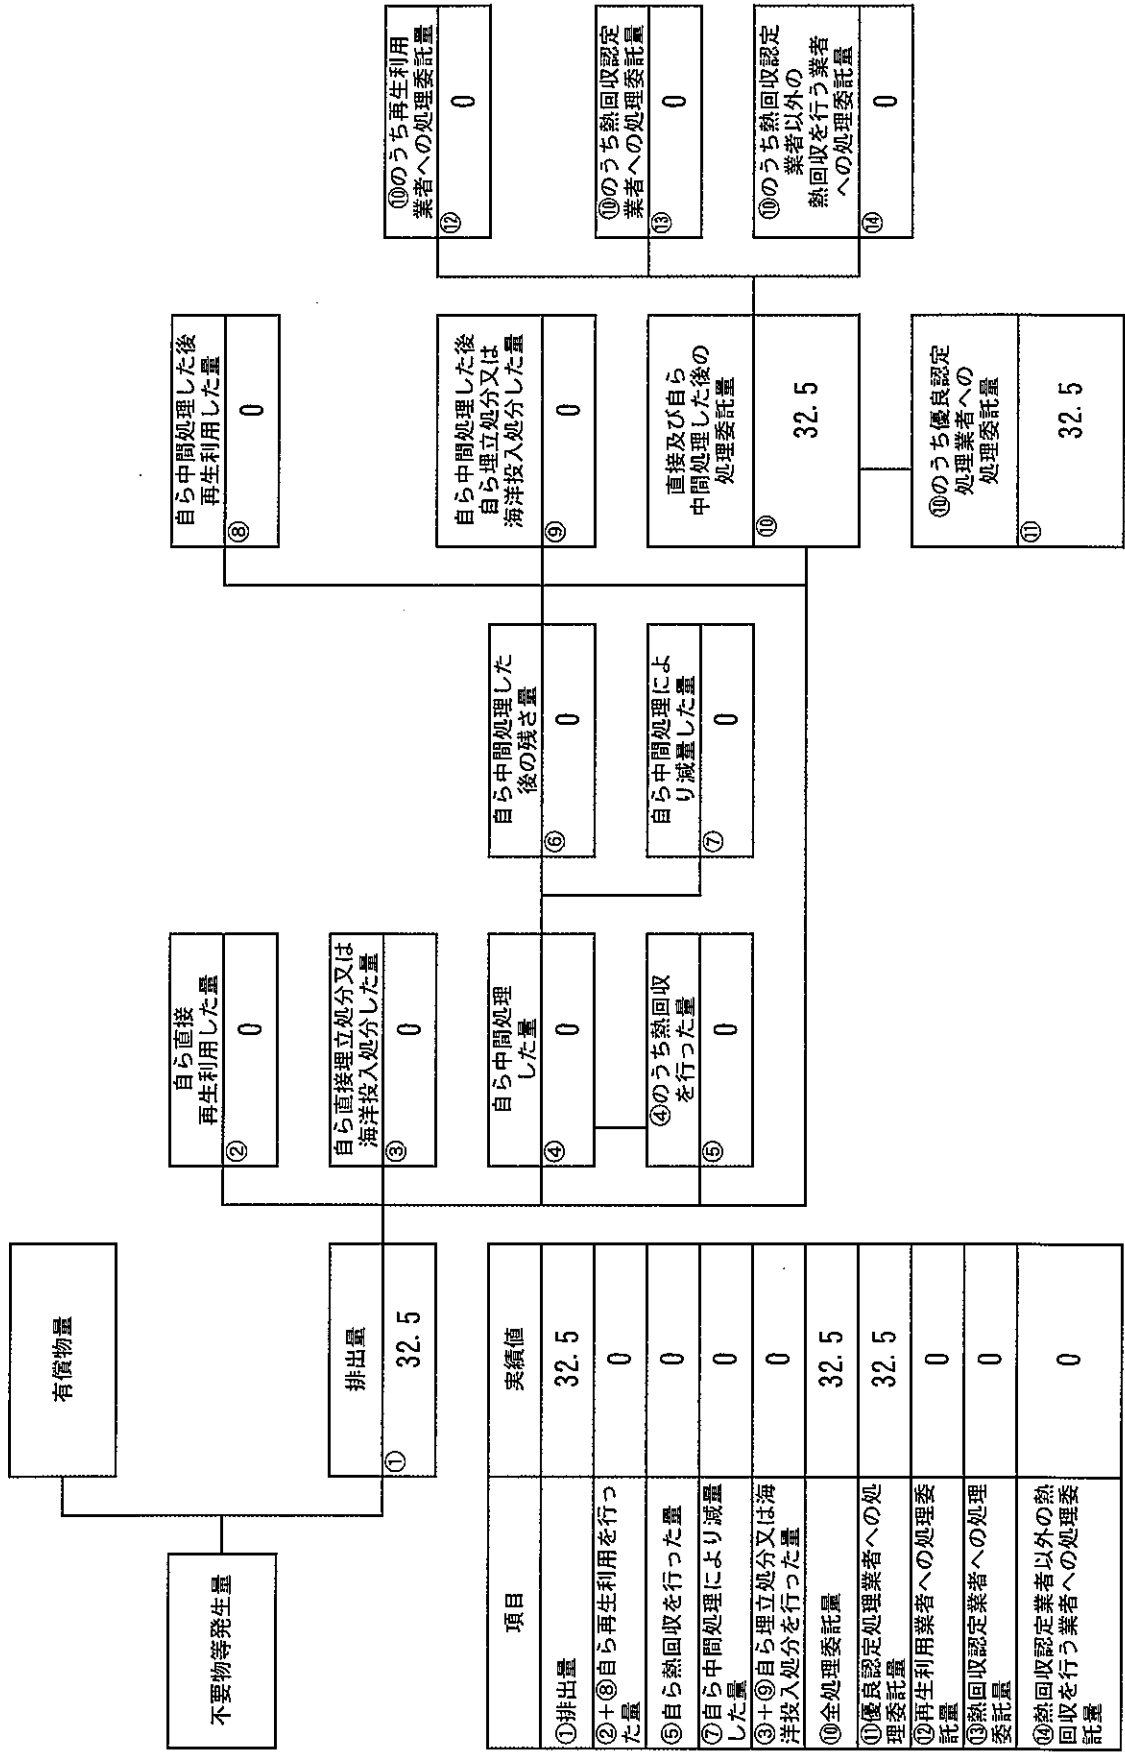 不要物等発生量
有償物量
排出量
①
32.5
自ら直接
再生利用した量
②
0
自ら直接埋立処分又は
海洋投入処分した量
③
0
自ら中間処理
した量
④
0
④のうち熱回収
を行った量
⑤
0
自ら中間処理した
後の残さ量
⑥
0
自ら中間処理によ
り減量した量
⑦
0
自ら中間処理した後
再生利用した量
⑧
0
自ら中間処理した後
自ら埋立処分又は
海洋投入処分した量
⑨
0
直接及び自ら
中間処理した後の
処理委託量
⑩
32.5
⑩のうち優良認定
処理業者への
処理委託量
⑪
32.5
⑩のうち再生利用
業者への処理委託量
⑫
0
⑩のうち熱回収認定
業者への処理委託量
⑬
0
⑩のうち熱回収認定
業者以外の
熱回収を行う業者
への処理委託量
⑭
0
項目
実績値
①排出量
32.5
②+⑧自ら再生利用を行っ
た量
0
⑤自ら熱回収を行った量
0
⑦自ら中間処理により減量
した量
0
③+⑨自ら埋立処分又は海
洋投入処分を行った量
0
⑩全処理委託量
32.5
⑪優良認定処理業者への処
理委託量
32.5
⑫再生利用業者への処理委
託量
0
⑬熱回収認定業者への処理
委託量
0
⑭熱回収認定業者以外の熱
回収を行う業者への処理委
託量
0